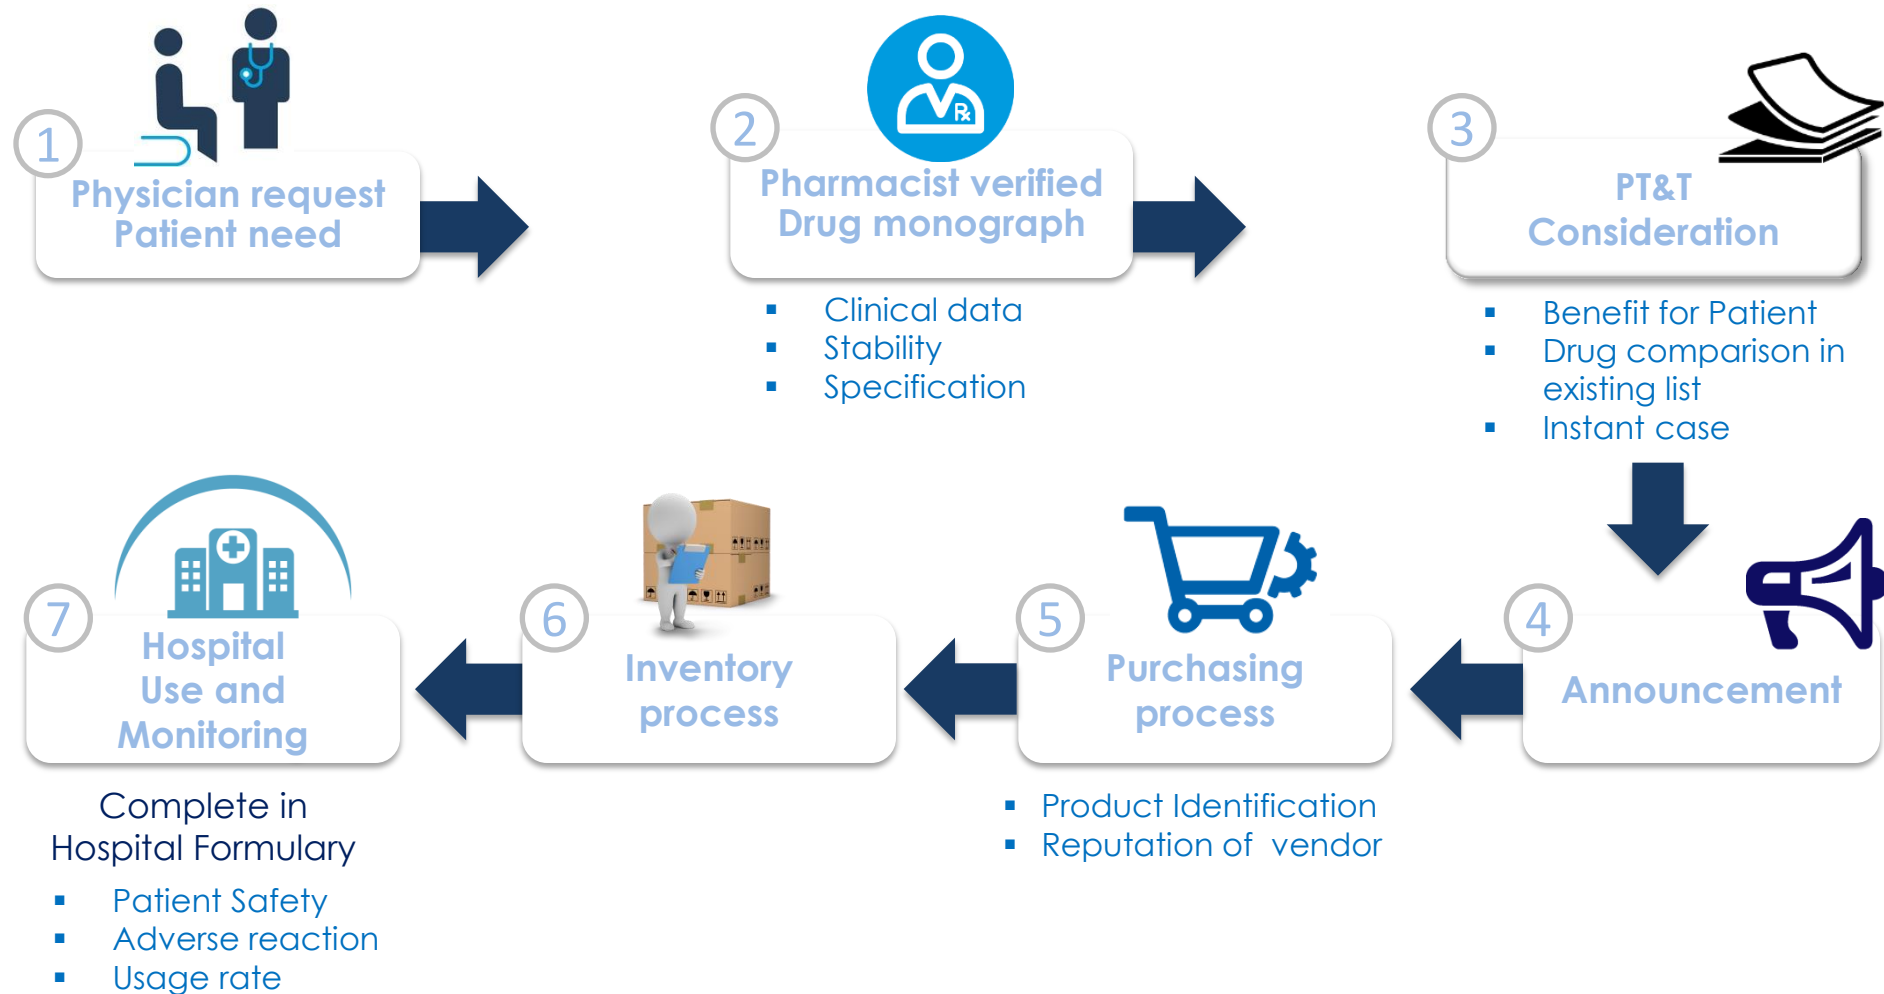 1
Physician request
Patient need
2
Pharmacist verified
Drug monograph
▪ Clinical data
▪ Stability
▪ Specification
3
PT&T
Consideration
▪ Benefit for Patient
▪ Drug comparison in
existing list
▪ Instant case
4
Announcement
5
Purchasing
process
▪ Product Identification
▪ Reputation of vendor
6
Inventory
process
7
Hospital
Use and
Monitoring
Complete in
Hospital Formulary
▪ Patient Safety
▪ Adverse reaction
▪ Usage rate